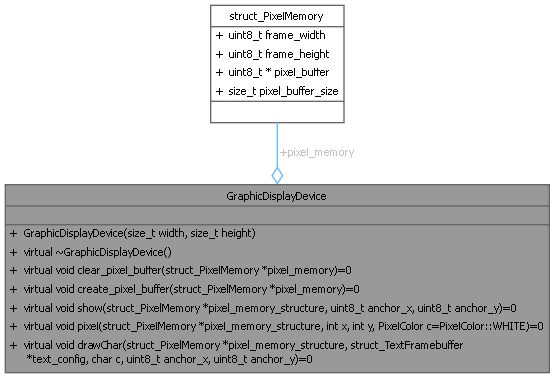 struct_PixelMemory
+ uint8_t frame_width
+ uint8_t frame_height
+ uint8_t * pixel_buffer
+ size_t pixel_buffer_size
+pixel_memory
GraphicDisplayDevice
+ GraphicDisplayDevice(size_t width, size_t height)
+ virtual ~GraphicDisplayDevice()
+ virtual void clear_pixel_buffer(struct_PixelMemory *pixel_memory)=0
+ virtual void create_pixel_buffer(struct_PixelMemory *pixel_memory)=0
+ virtual void show(struct_PixelMemory *pixel_memory_structure, uint8_t anchor_x, uint8_t anchor_y)=0
+ virtual void pixel(struct_PixelMemory *pixel_memory_structure, int x, int y, PixelColor c=PixelColor::WHITE)=0
+ virtual void drawChar(struct_PixelMemory *pixel_memory_structure, struct_TextFramebuffer
*text_config, char c, uint8_t anchor_x, uint8_t anchor_y)=0